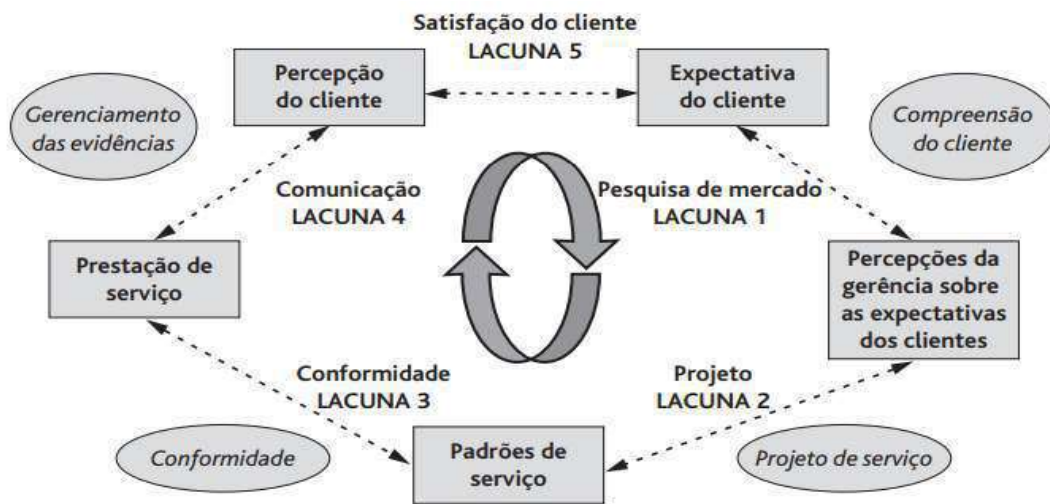 Satisfação do cliente
LACUNA 5
Percepção
do cliente
Expectativa
do cliente
Gerenciamento
das evidências
Compreensão
do cliente
Comunicação
LACUNA 4
Pesquisa de mercado
LACUNA 1
Prestação de
serviço
Percepções da
gerência sobre
as expectativas
dos clientes
Conformidade
LACUNA 3
Projeto
LACUNA 2
Conformidade
Padrões de
serviço
Projeto de serviço